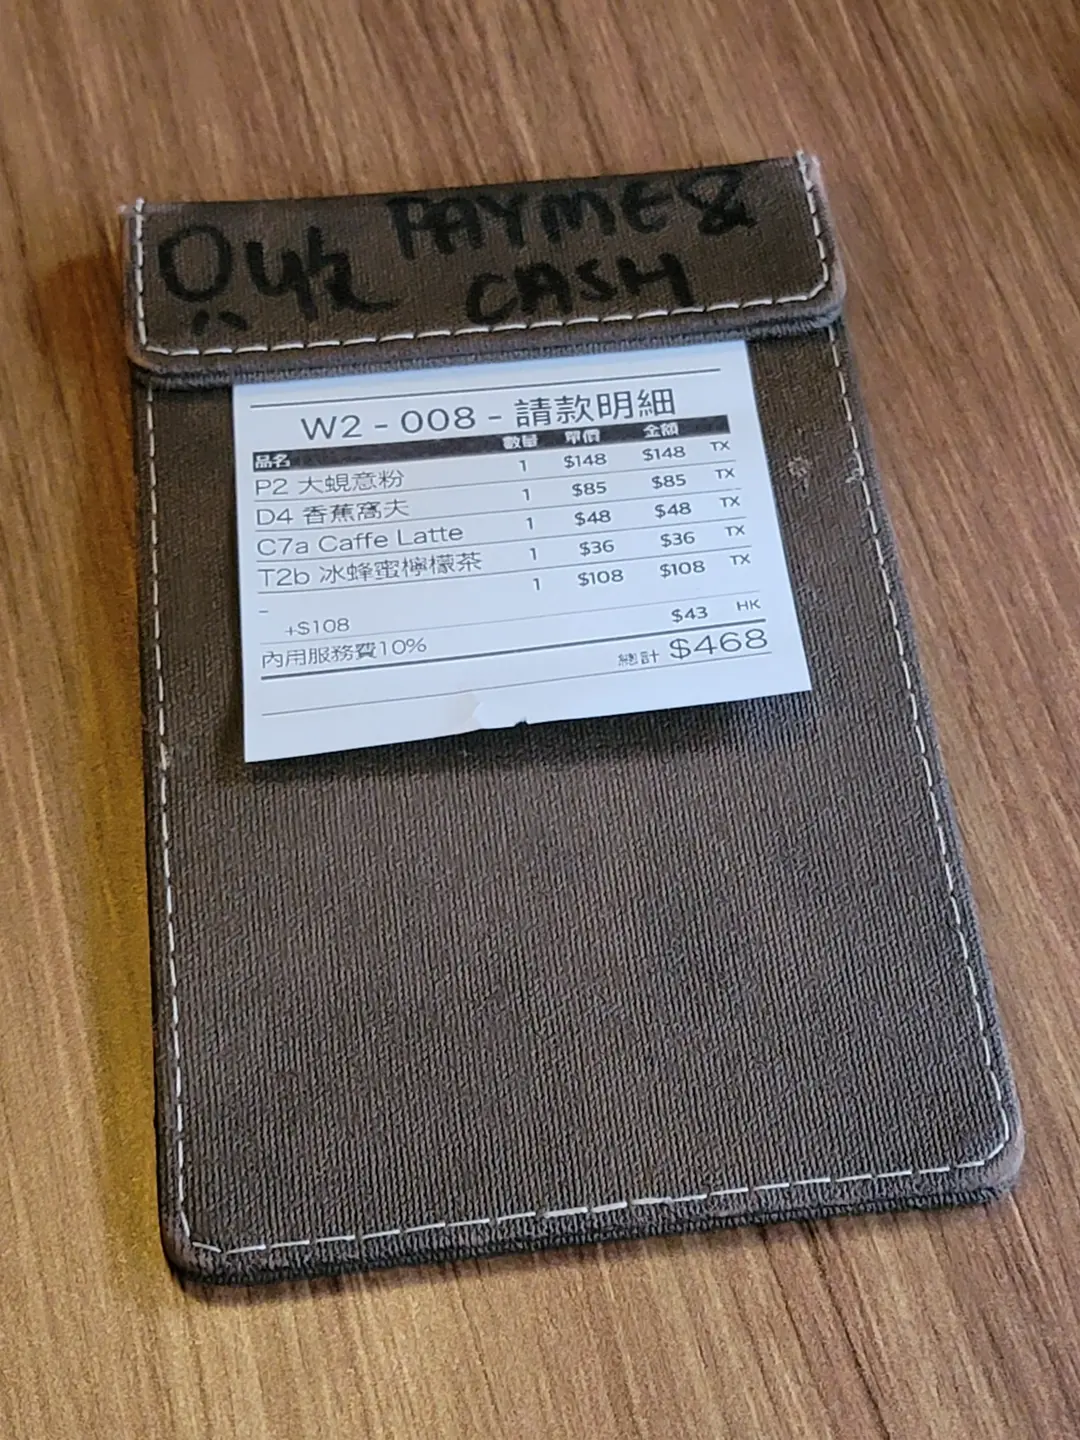 只收 PAYME &
CASH
W2 - 008 - 請款明細
品名 數量 單價 金額
P2 大蜆意粉 1 $148 $148 TX
D4 香蕉窩夫 1 $85 $85 TX
C7a Caffe Latte 1 $48 $48 TX
T2b 冰蜂蜜檸檬茶 1 $36 $36 TX
- 1 $108 $108 TX
+$108
內用服務費10% $43 HK
總計 $468